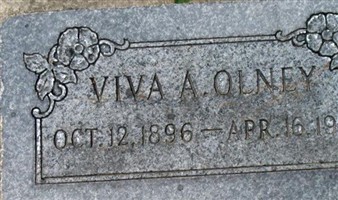 VIVA A. OLNEY
OCT. 12, 1896 — APR. 16, 19